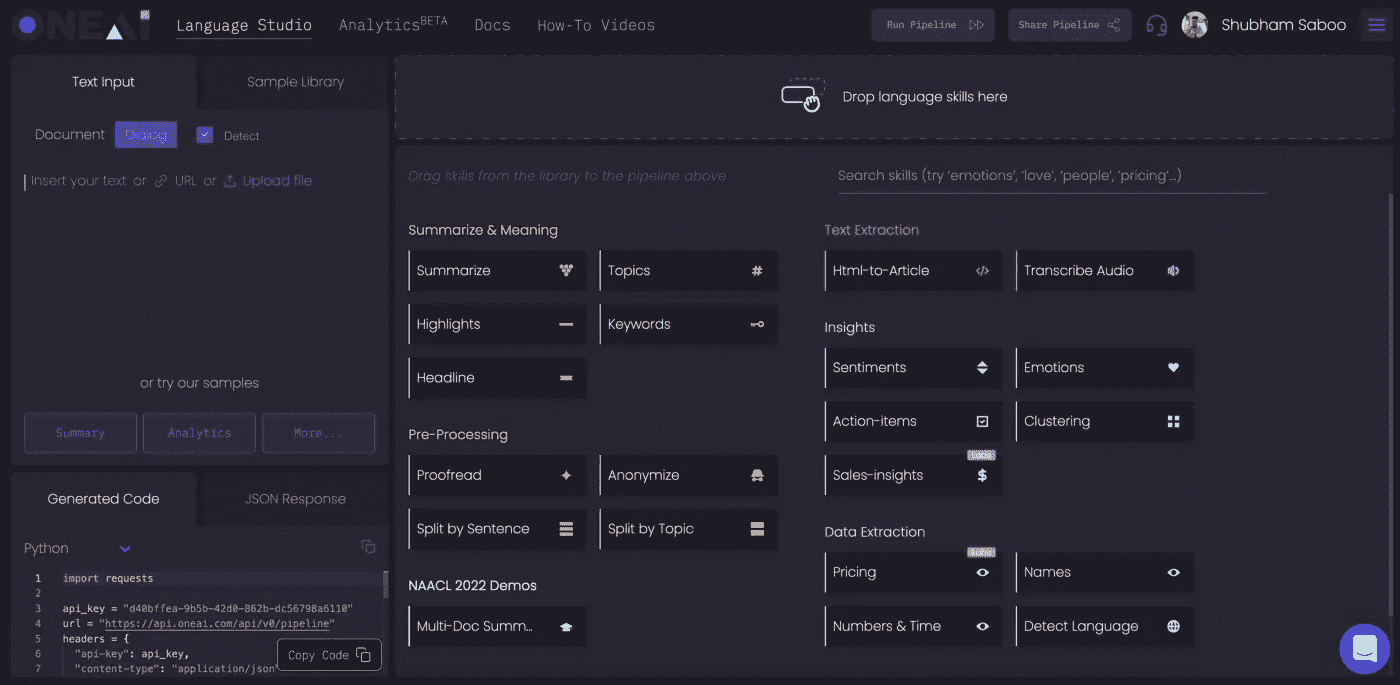 ONE AI
Language Studio
Analytics BETA
Docs
How-To Videos
Run Pipeline
Share Pipeline
Shubham Saboo
Text Input
Sample Library
Document
Detect
Insert your text or URL or Upload file
or try our samples
Summary
Analytics
More...
Generated Code
JSON Response
Python
1 import requests
2
3 api_key = "d40bffea-9b5b-42d0-862b-dc56798a6110"
4 url = "https://api.oneai.com/api/v0/pipeline"
5 headers = {
6 "api-key": api_key,
7 "content-type": "application/json"
Copy Code
Drop language skills here
Drag skills from the library to the pipeline above
Search skills (try 'emotions', 'love', 'people', 'pricing'...)
Summarize & Meaning
Summarize
Topics #
Highlights
Keywords
Headline
Pre-Processing
Proofread
Anonymize
Split by Sentence
Split by Topic
NAACL 2022 Demos
Multi-Doc Summ...
Text Extraction
Html-to-Article </>
Transcribe Audio
Insights
Sentiments
Emotions
Action-items
Clustering
Sales-insights $
Data Extraction
Pricing
Names
Numbers & Time
Detect Language